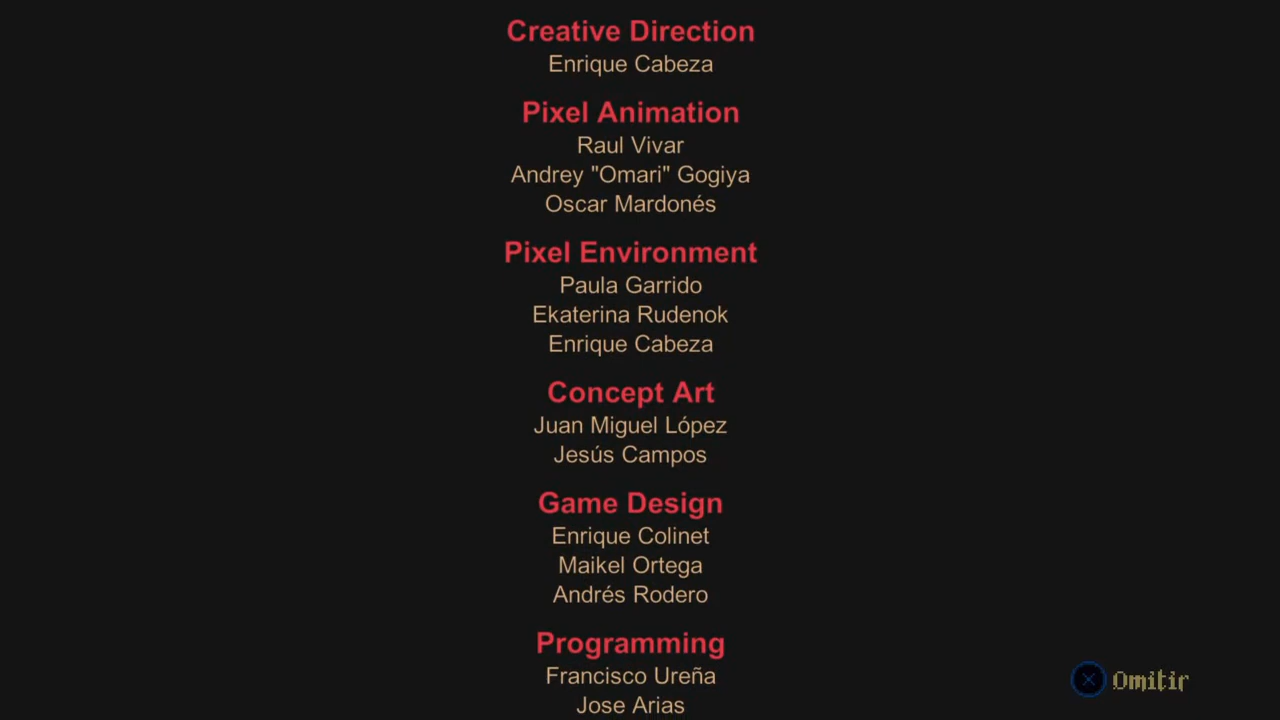 Creative Direction
Enrique Cabeza
Pixel Animation
Raul Vivar
Andrey "Omari" Gogiya
Oscar Mardonés
Pixel Environment
Paula Garrido
Ekaterina Rudenok
Enrique Cabeza
Concept Art
Juan Miguel López
Jesús Campos
Game Design
Enrique Colinet
Maikel Ortega
Andrés Rodero
Programming
Francisco Ureña
Jose Arias
Omitir